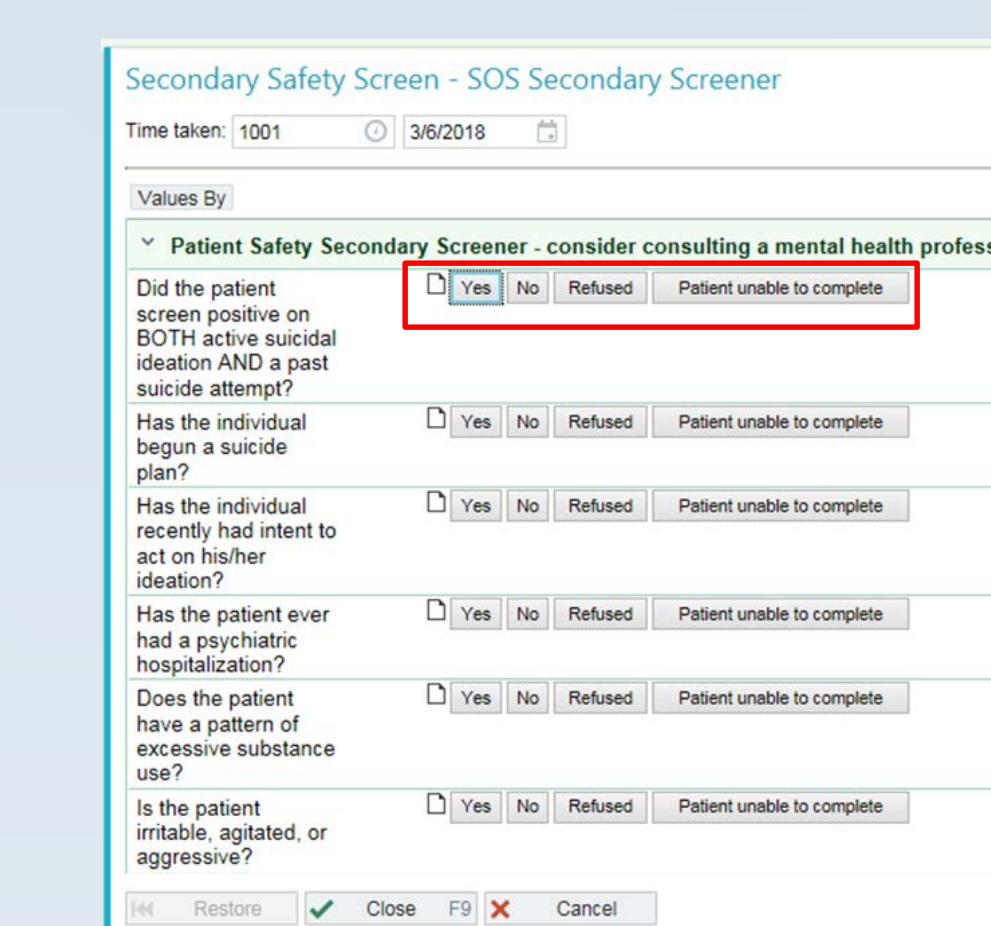 Secondary Safety Screen - SOS Secondary Screener
Time taken: 1001 3/6/2018
Values By
Patient Safety Secondary Screener - consider consulting a mental health
Did the patient Yes No Refused Patient unable to complete
screen positive on
BOTH active suicidal
ideation AND a past
suicide attempt?
Has the individual Yes No Refused Patient unable to complete
begun a suicide
plan?
Has the individual Yes No Refused Patient unable to complete
recently had intent to
act on his/her
ideation?
Has the patient ever Yes No Refused Patient unable to complete
had a psychiatric
hospitalization?
Does the patient Yes No Refused Patient unable to complete
have a pattern of
excessive substance
use?
Is the patient Yes No Refused Patient unable to complete
irritable, agitated, or
aggressive?
Restore Close F9 Cancel